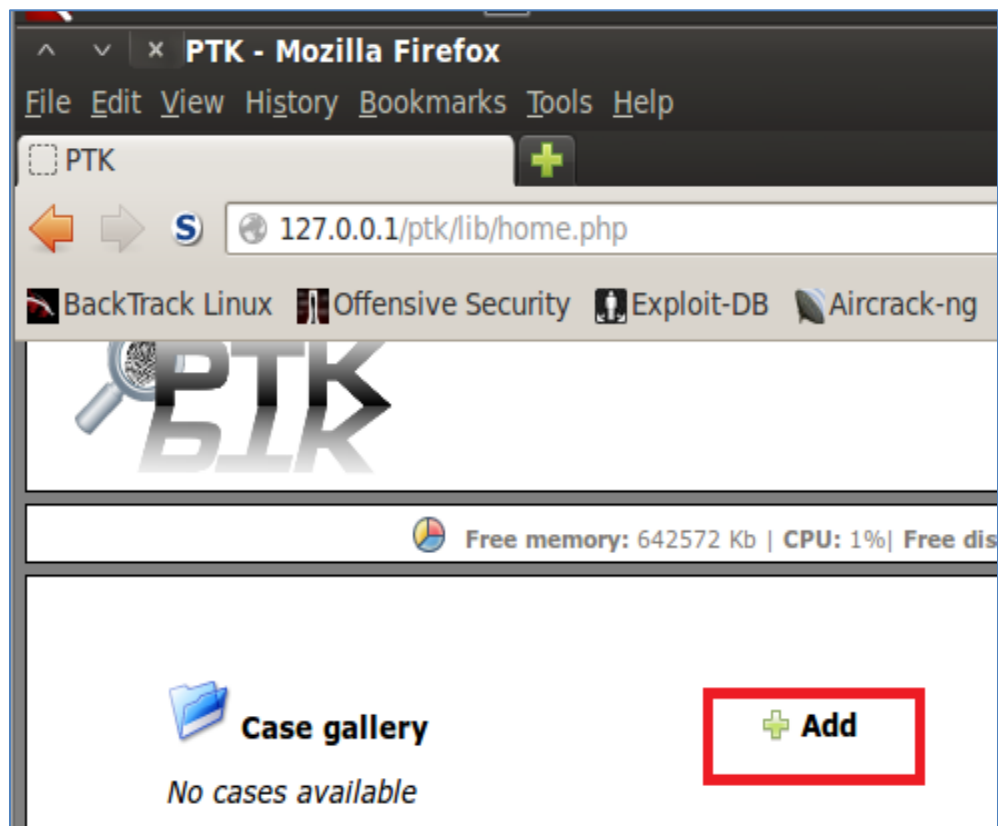 PTK - Mozilla Firefox
File Edit View History Bookmarks Tools Help
PTK
S 127.0.0.1/ptk/lib/home.php
BackTrack Linux Offensive Security Exploit-DB Aircrack-ng
PTK
Free memory: 642572 Kb | CPU: 1%| Free dis
Case gallery
Add
No cases available